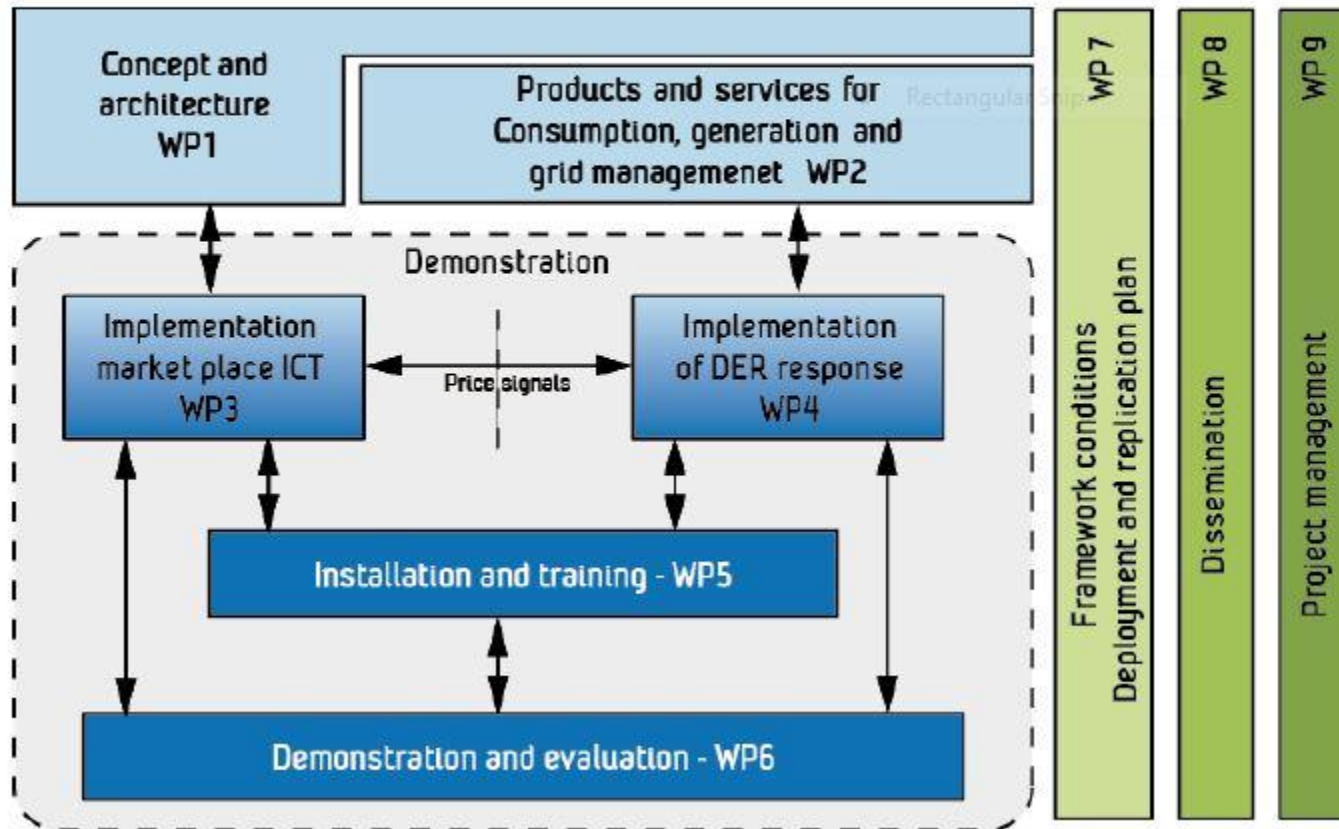 Concept and
architecture
WP1
Products and services for
Consumption, generation and
grid managemenet WP2
Rectangular Snip
Demonstration
Implementation
market place ICT
WP3
Price signals
Implementation
of DER response
WP4
Installation and training - WP5
Demonstration and evaluation - WP6
Framework conditions WP 7
Deployment and replication plan
Dissemination WP 8
Project management WP 9